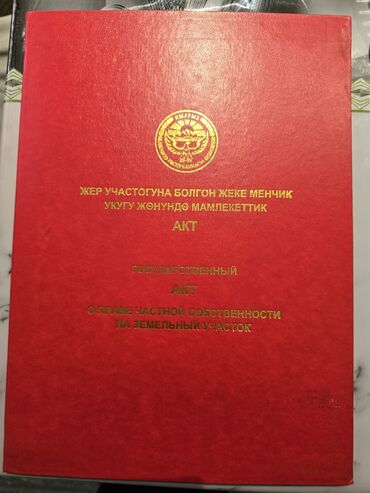 ЖЕР УЧАСТОГУНА БОЛГОН ЖЕКЕ МЕНЧИК
УКУГУ ЖӨНҮНДӨ МАМЛЕКЕТТИК
АКТ
ГОСУДАРСТВЕННЫЙ
АКТ
О ПРАВЕ ЧАСТНОЙ СОБСТВЕННОСТИ
НА ЗЕМЕЛЬНЫЙ УЧАСТОК